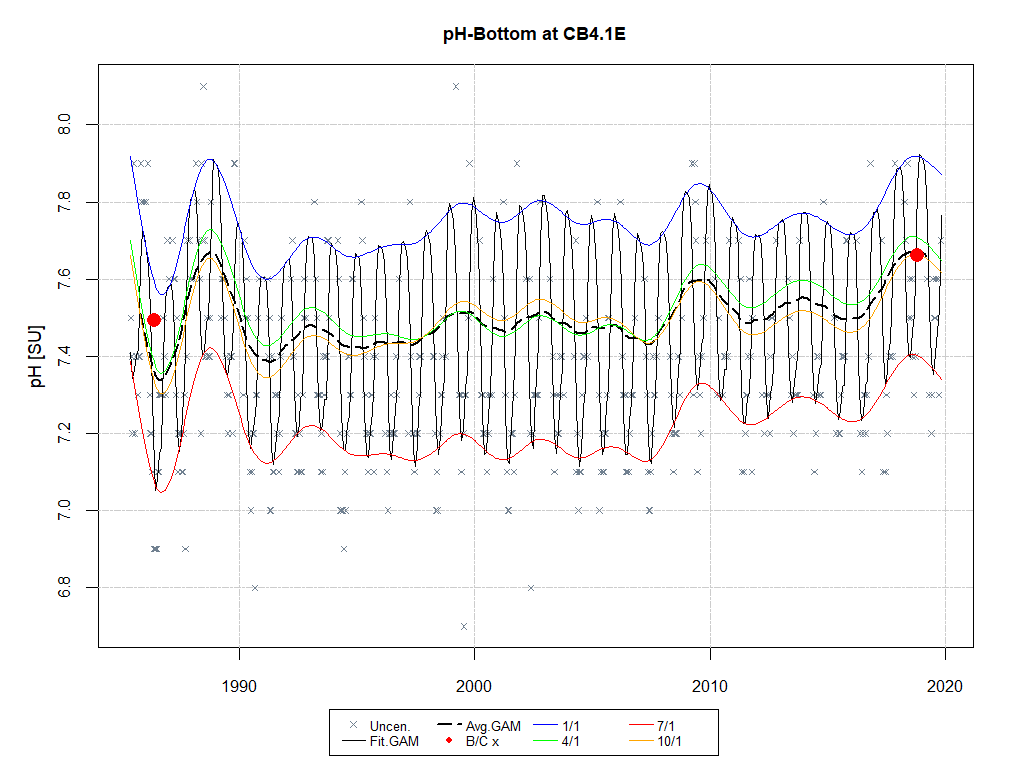 pH-Bottom at CB4.1E
pH [SU]
8.0
7.8
7.6
7.4
7.2
7.0
6.8
1990 2000 2010 2020
Uncen. Avg.GAM 1/1 7/1
Fit.GAM B/C x 4/1 10/1